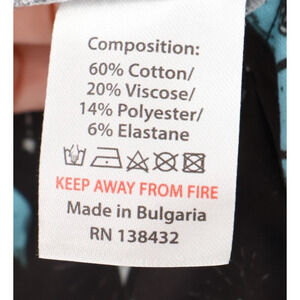 Composition:
60% Cotton/
20% Viscose/
14% Polyester/
6% Elastane
KEEP AWAY FROM FIRE
Made in Bulgaria
RN 138432